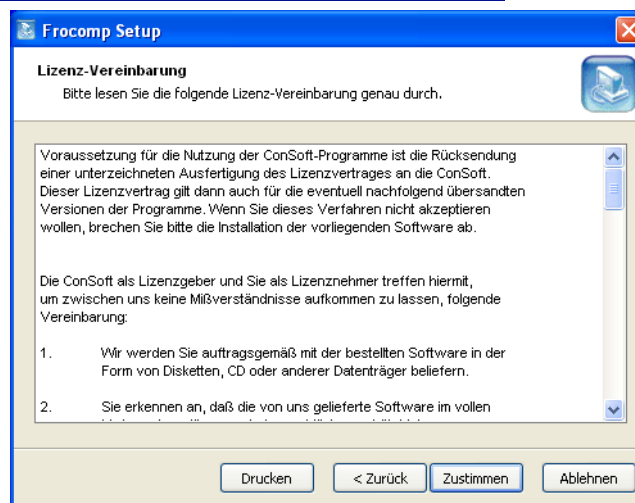 Frocomp Setup
Lizenz-Vereinbarung
Bitte lesen Sie die folgende Lizenz-Vereinbarung genau durch.
Voraussetzung für die Nutzung der ConSoft-Programme ist die Rücksendung
einer unterzeichneten Ausfertigung des Lizenzvertrages an die ConSoft.
Dieser Lizenzvertrag gilt dann auch für die eventuell nachfolgend übersandten
Versionen der Programme. Wenn Sie dieses Verfahren nicht akzeptieren
wollen, brechen Sie bitte die Installation der vorliegenden Software ab.
Die ConSoft als Lizenzgeber und Sie als Lizenznehmer treffen hiermit,
um zwischen uns keine Mißverständnisse aufkommen zu lassen, folgende
Vereinbarung:
1. Wir werden Sie auftragsgemäß mit der bestellten Software in der
Form von Disketten, CD oder anderer Datenträger beliefern.
2. Sie erkennen an, daß die von uns gelieferte Software im vollen
Drucken < Zurück Zustimmen Ablehnen